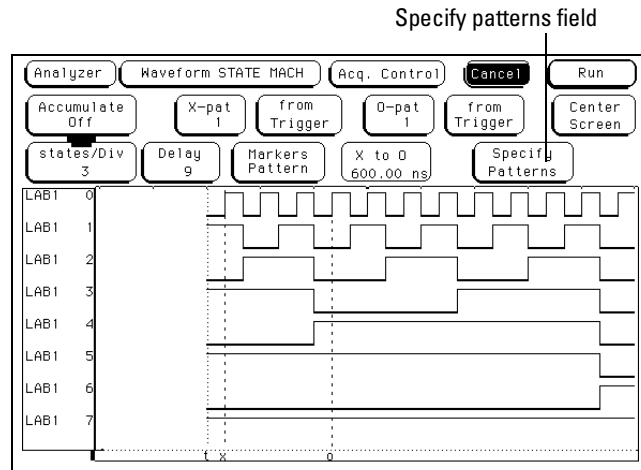 Specify patterns field
Analyzer Waveform STATE MACH Acq. Control Cancel Run
Accumulate Off X-pat 1 from Trigger O-pat 1 from Trigger Center Screen
states/Div 3 Delay 9 Markers Pattern X to O 600.00 ns Specify Patterns
LAB1 0
LAB1 1
LAB1 2
LAB1 3
LAB1 4
LAB1 5
LAB1 6
LAB1 7
t x o